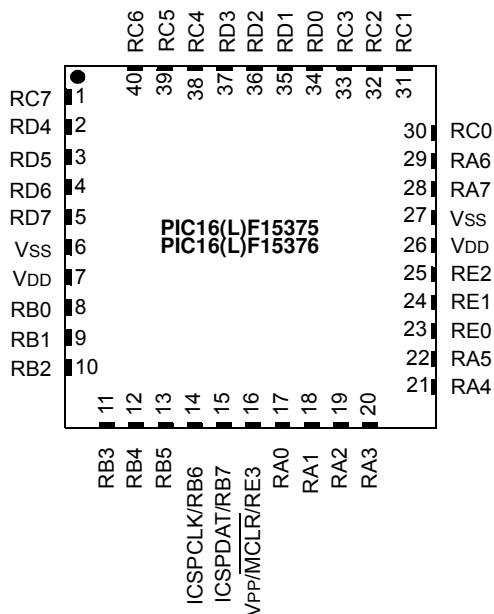 RC6
RC5
RC4
RD3
RD2
RD1
RD0
RC3
RC2
RC1
40
39
38
37
36
35
34
33
32
31
RC7 1
RD4 2
RD5 3
RD6 4
RD7 5
VSS 6
VDD 7
RB0 8
RB1 9
RB2 10
PIC16(L)F15375
PIC16(L)F15376
30 RC0
29 RA6
28 RA7
27 VSS
26 VDD
25 RE2
24 RE1
23 RE0
22 RA5
21 RA4
11
12
13
14
15
16
17
18
19
20
RB3
RB4
RB5
ICSPCLK/RB6
ICSPDAT/RB7
VPP/MCLR/RE3
RA0
RA1
RA2
RA3